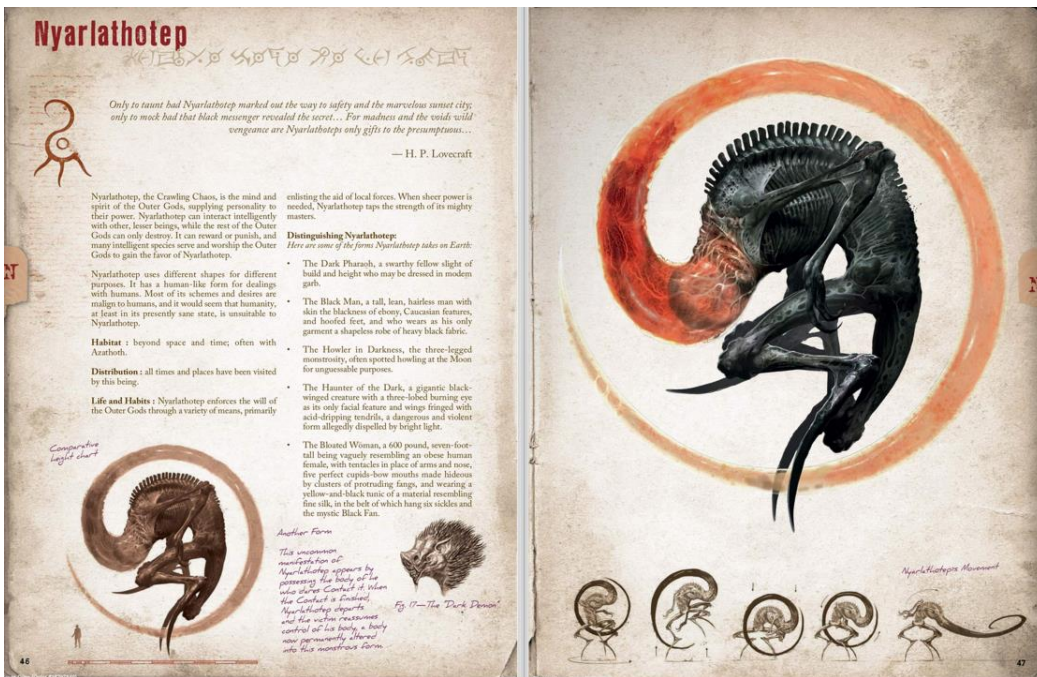 Nyarlathotep
Only to taunt had Nyarlathotep marked out the way to safety and the marvelous sunset city;
only to mock had that black messenger revealed the secret… For madness and the voids wild
vengeance are Nyarlathoteps only gifts to the presumptuous…
— H. P. Lovecraft
Nyarlathotep, the Crawling Chaos, is the mind and
spirit of the Outer Gods, supplying personality to
their power. Nyarlathotep can interact intelligently
with other, lesser beings, while the rest of the Outer
Gods can only destroy. It can reward or punish, and
many intelligent species serve and worship the Outer
Gods to gain the favor of Nyarlathotep.
Nyarlathotep uses different shapes for different
purposes. It has a human-like form for dealings
with humans. Most of its schemes and desires are
malign to humans, and it would seem that humanity,
at least in its presently sane state, is unsuitable to
Nyarlathotep.
Habitat : beyond space and time; often with
Azathoth.
Distribution : all times and places have been visited
by this being.
Life and Habits : Nyarlathotep enforces the will of
the Outer Gods through a variety of means, primarily
enlisting the aid of local forces. When sheer power is
needed, Nyarlathotep taps the strength of its mighty
masters.
Distinguishing Nyarlathotep:
Here are some of the forms Nyarlathotep takes on Earth:
• The Dark Pharaoh, a swarthy fellow slight of
build and height who may be dressed in modern
garb.
• The Black Man, a tall, lean, hairless man with
skin the blackness of ebony, Caucasian features,
and hoofed feet, and who wears as his only
garment a shapeless robe of heavy black fabric.
• The Howler in Darkness, the three-legged
monstrosity, often spotted howling at the Moon
for unguessable purposes.
• The Haunter of the Dark, a gigantic black-
winged creature with a three-lobed burning eye
as its only facial feature and wings fringed with
acid-dripping tendrils, a dangerous and violent
form allegedly dispelled by bright light.
• The Bloated Woman, a 600 pound, seven-foot-
tall being vaguely resembling an obese human
female, with tentacles in place of arms and nose,
five perfect cupids-bow mouths made hideous
by clusters of protruding fangs, and wearing a
yellow-and-black tunic of a material resembling
fine silk, in the belt of which hang six sickles and
the mystic Black Fan.
Comparative
height chart
Another Form
This uncommon
manifestation of
Nyarlathotep appears by
possessing the body of he
who dares Contact it. When
the Contact is finished,
Nyarlathotep departs
and the victim reassumes
control of his body, a body
now permanently altered
into this monstrous form.
Fig 17—The "Dark Demon"
46
N
N
Nyarlathoteps Movement
47